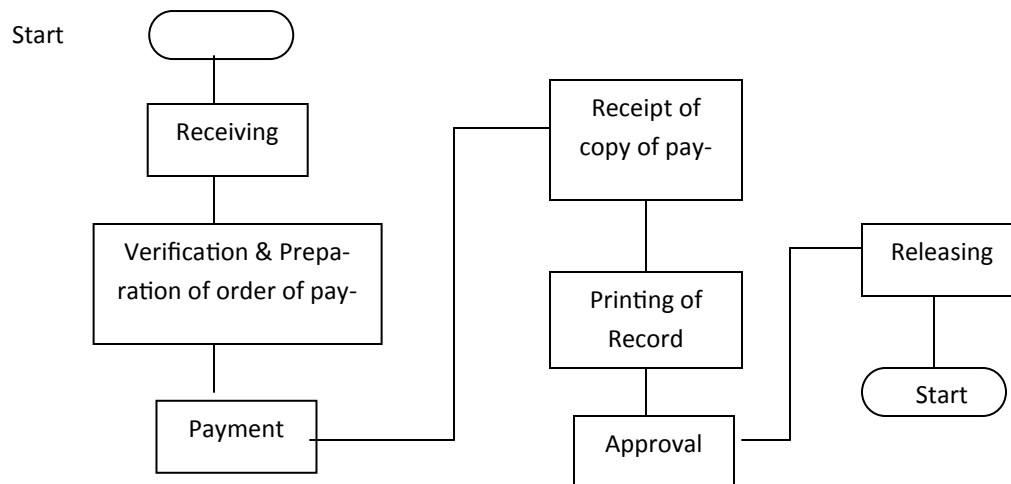 Start
Receiving
Verification & Prepa-
ration of order of pay-
Payment
Receipt of
copy of pay-
Printing of
Record
Approval
Releasing
Start